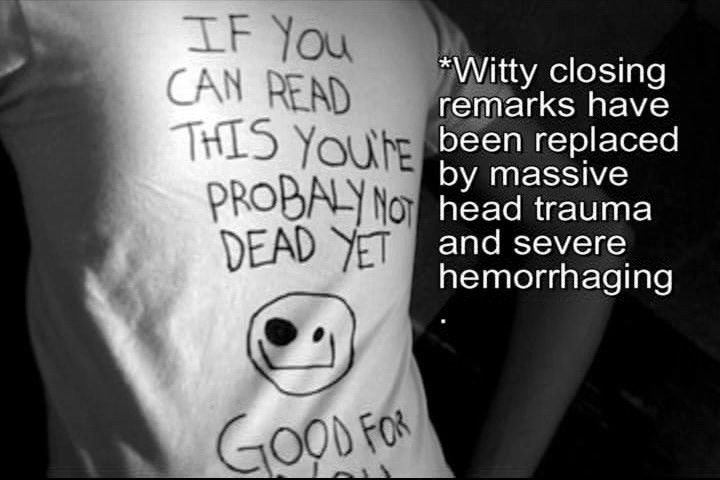 IF YOU
CAN READ
THIS YOU'RE
PROBALY NOT
DEAD YET
GOOD FOR
YOU
*Witty closing
remarks have
been replaced
by massive
head trauma
and severe
hemorrhaging
.